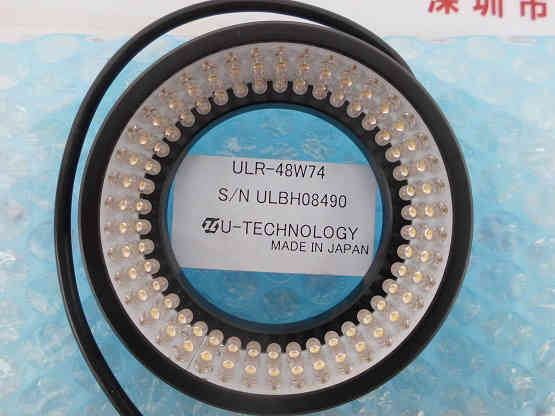 深圳市
ULR-48W74
S/N ULBH08490
U-TECHNOLOGY
MADE IN JAPAN